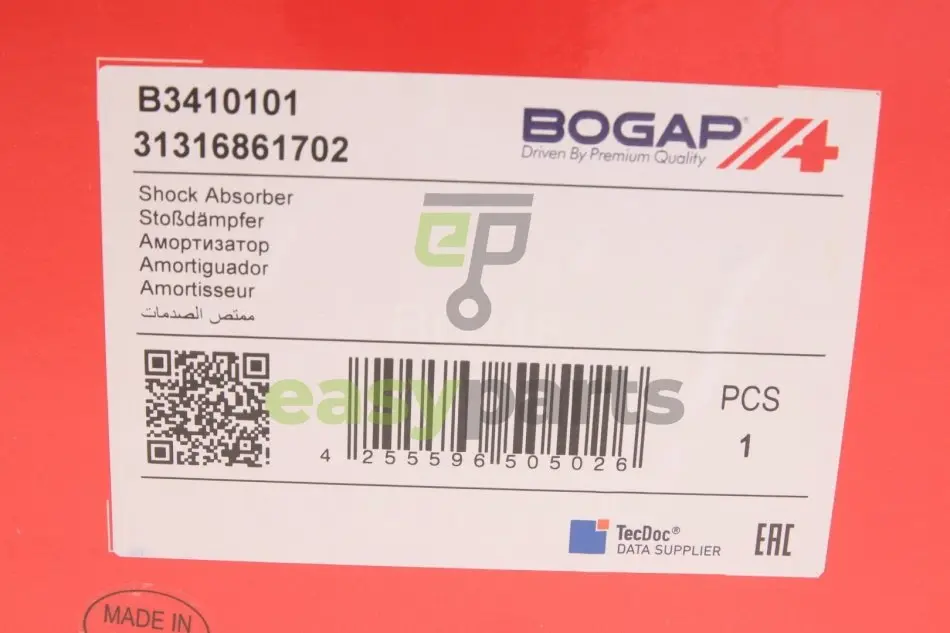 B3410101
31316861702
BOGAP
Driven By Premium Quality
Shock Absorber
Stoßdämpfer
Амортизатор
Amortiguador
Amortisseur
ممتص الصدمات
ep
easyparts
4 255596 505026
PCS
1
TecDoc®
DATA SUPPLIER
EAC
MADE IN